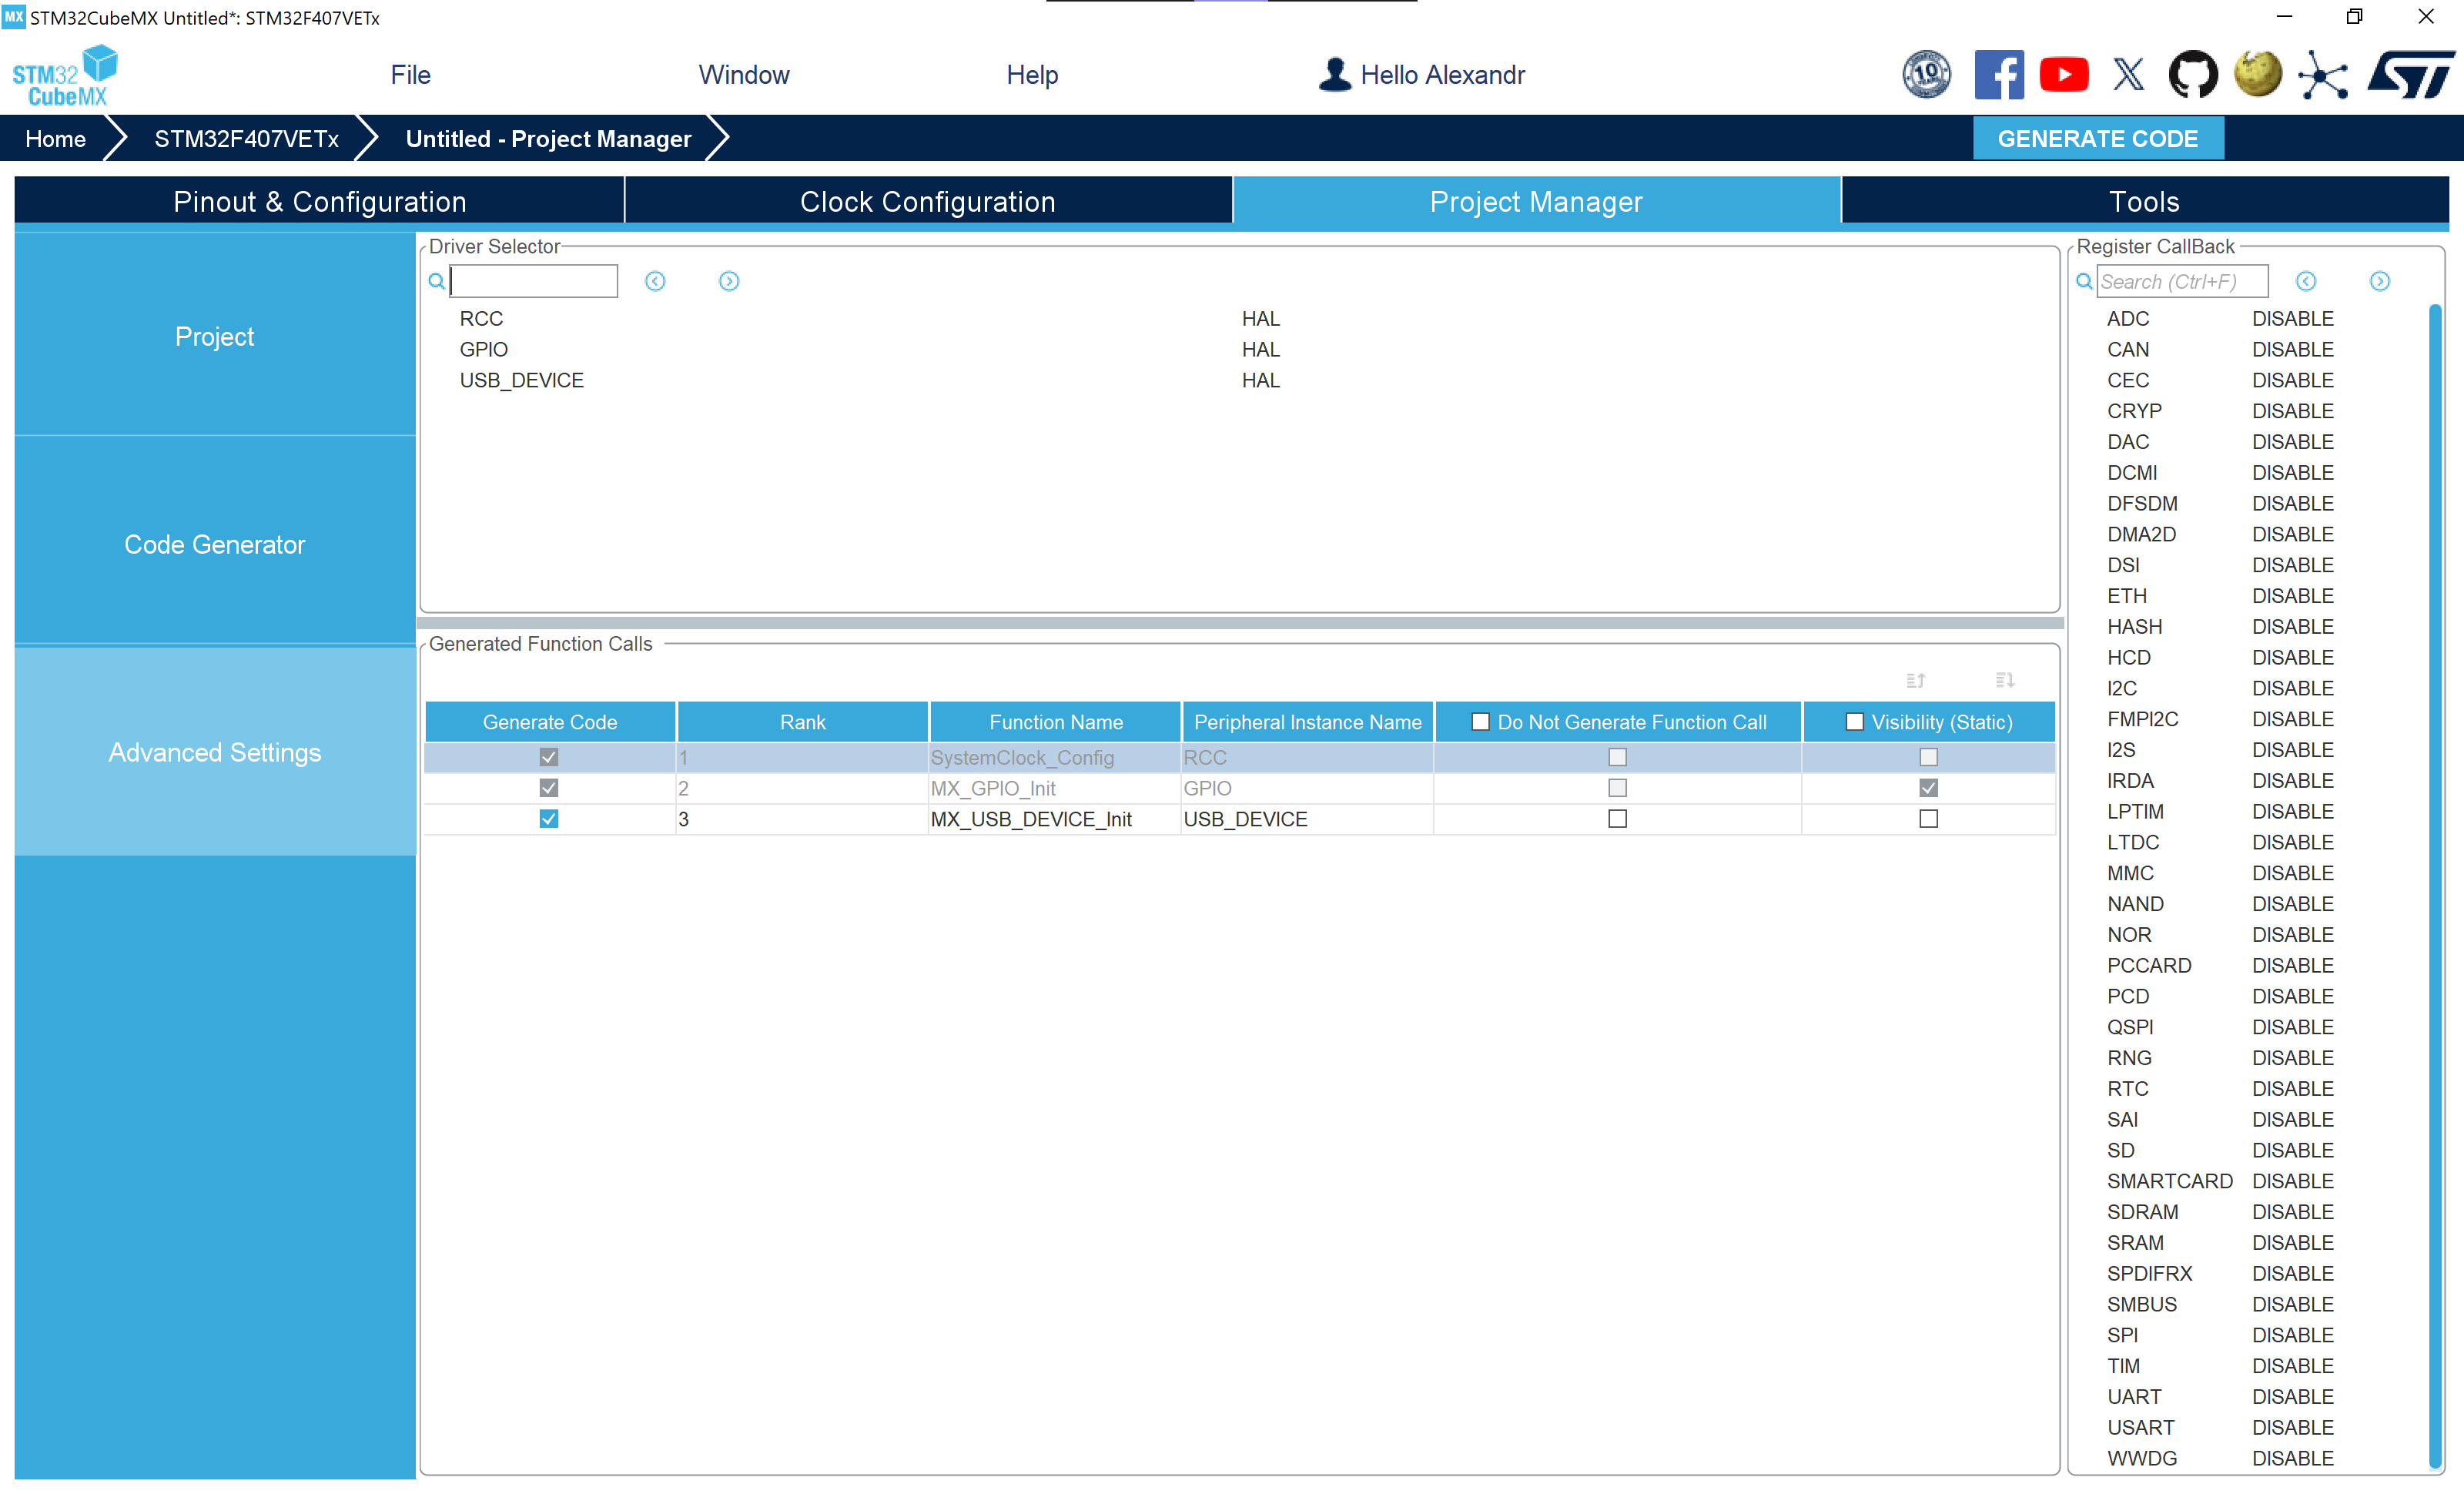 MX STM32CubeMX Untitled*: STM32F407VETx
STM32 CubeMX
File Window Help Hello Alexandr
10
Home STM32F407VETx Untitled - Project Manager GENERATE CODE
Pinout & Configuration Clock Configuration Project Manager Tools
Project
Code Generator
Advanced Settings
Driver Selector
RCC HAL
GPIO HAL
USB_DEVICE HAL
Generated Function Calls
Generate Code Rank Function Name Peripheral Instance Name Do Not Generate Function Call Visibility (Static)
1 SystemClock_Config RCC
2 MX_GPIO_Init GPIO
3 MX_USB_DEVICE_Init USB_DEVICE
Register CallBack
Search (Ctrl+F)
ADC DISABLE
CAN DISABLE
CEC DISABLE
CRYP DISABLE
DAC DISABLE
DCMI DISABLE
DFSDM DISABLE
DMA2D DISABLE
DSI DISABLE
ETH DISABLE
HASH DISABLE
HCD DISABLE
I2C DISABLE
FMPI2C DISABLE
I2S DISABLE
IRDA DISABLE
LPTIM DISABLE
LTDC DISABLE
MMC DISABLE
NAND DISABLE
NOR DISABLE
PCCARD DISABLE
PCD DISABLE
QSPI DISABLE
RNG DISABLE
RTC DISABLE
SAI DISABLE
SD DISABLE
SMARTCARD DISABLE
SDRAM DISABLE
SRAM DISABLE
SPDIFRX DISABLE
SMBUS DISABLE
SPI DISABLE
TIM DISABLE
UART DISABLE
USART DISABLE
WWDG DISABLE